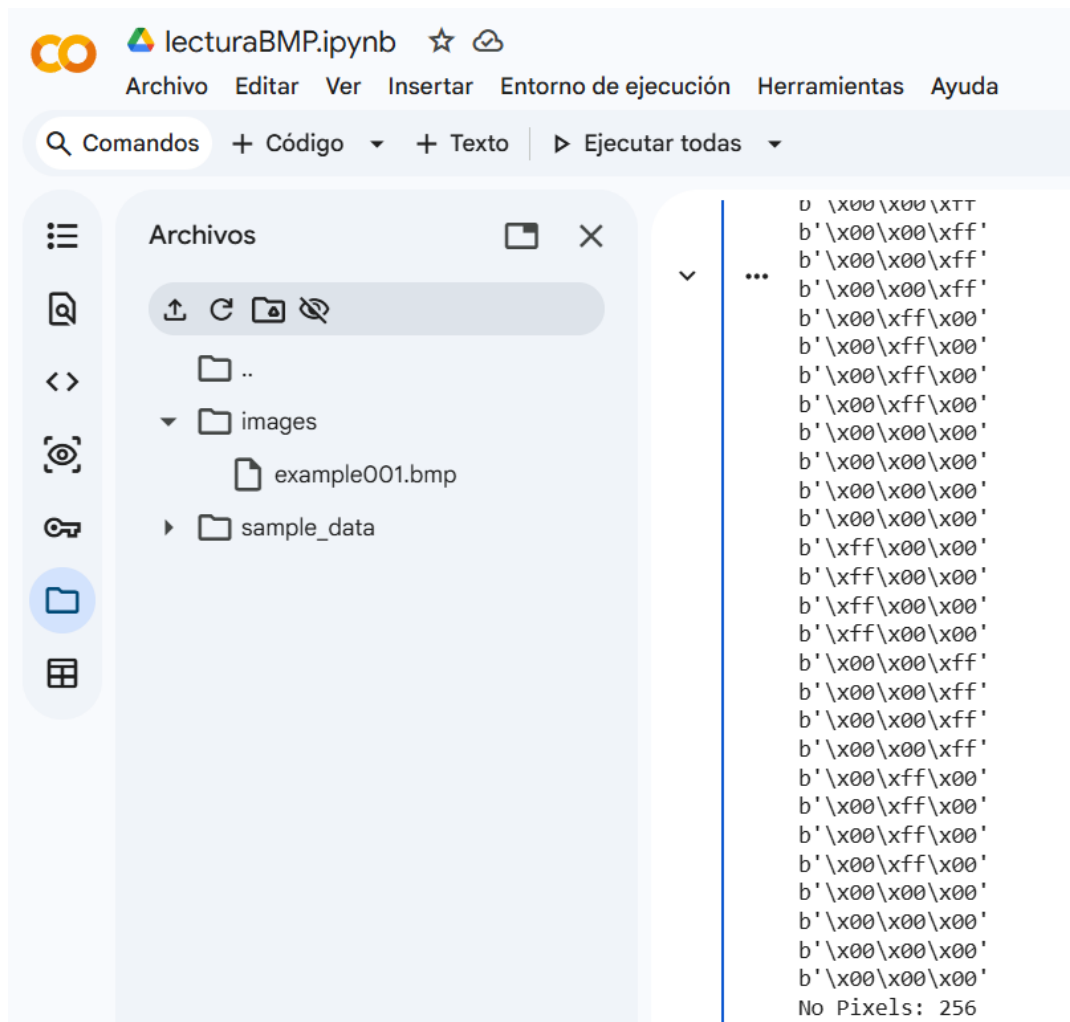 lecturaBMP.ipynb
Archivo Editar Ver Insertar Entorno de ejecución Herramientas Ayuda
Comandos + Código + Texto Ejecutar todas
Archivos
..
images
example001.bmp
sample_data
b'\x00\x00\xff'
b'\x00\x00\xff'
b'\x00\x00\xff'
b'\x00\x00\xff'
b'\x00\xff\x00'
b'\x00\xff\x00'
b'\x00\xff\x00'
b'\x00\xff\x00'
b'\x00\x00\x00'
b'\x00\x00\x00'
b'\x00\x00\x00'
b'\x00\x00\x00'
b'\xff\x00\x00'
b'\xff\x00\x00'
b'\xff\x00\x00'
b'\xff\x00\x00'
b'\x00\x00\xff'
b'\x00\x00\xff'
b'\x00\x00\xff'
b'\x00\x00\xff'
b'\x00\xff\x00'
b'\x00\xff\x00'
b'\x00\xff\x00'
b'\x00\xff\x00'
b'\x00\x00\x00'
b'\x00\x00\x00'
b'\x00\x00\x00'
b'\x00\x00\x00'
No Pixels: 256